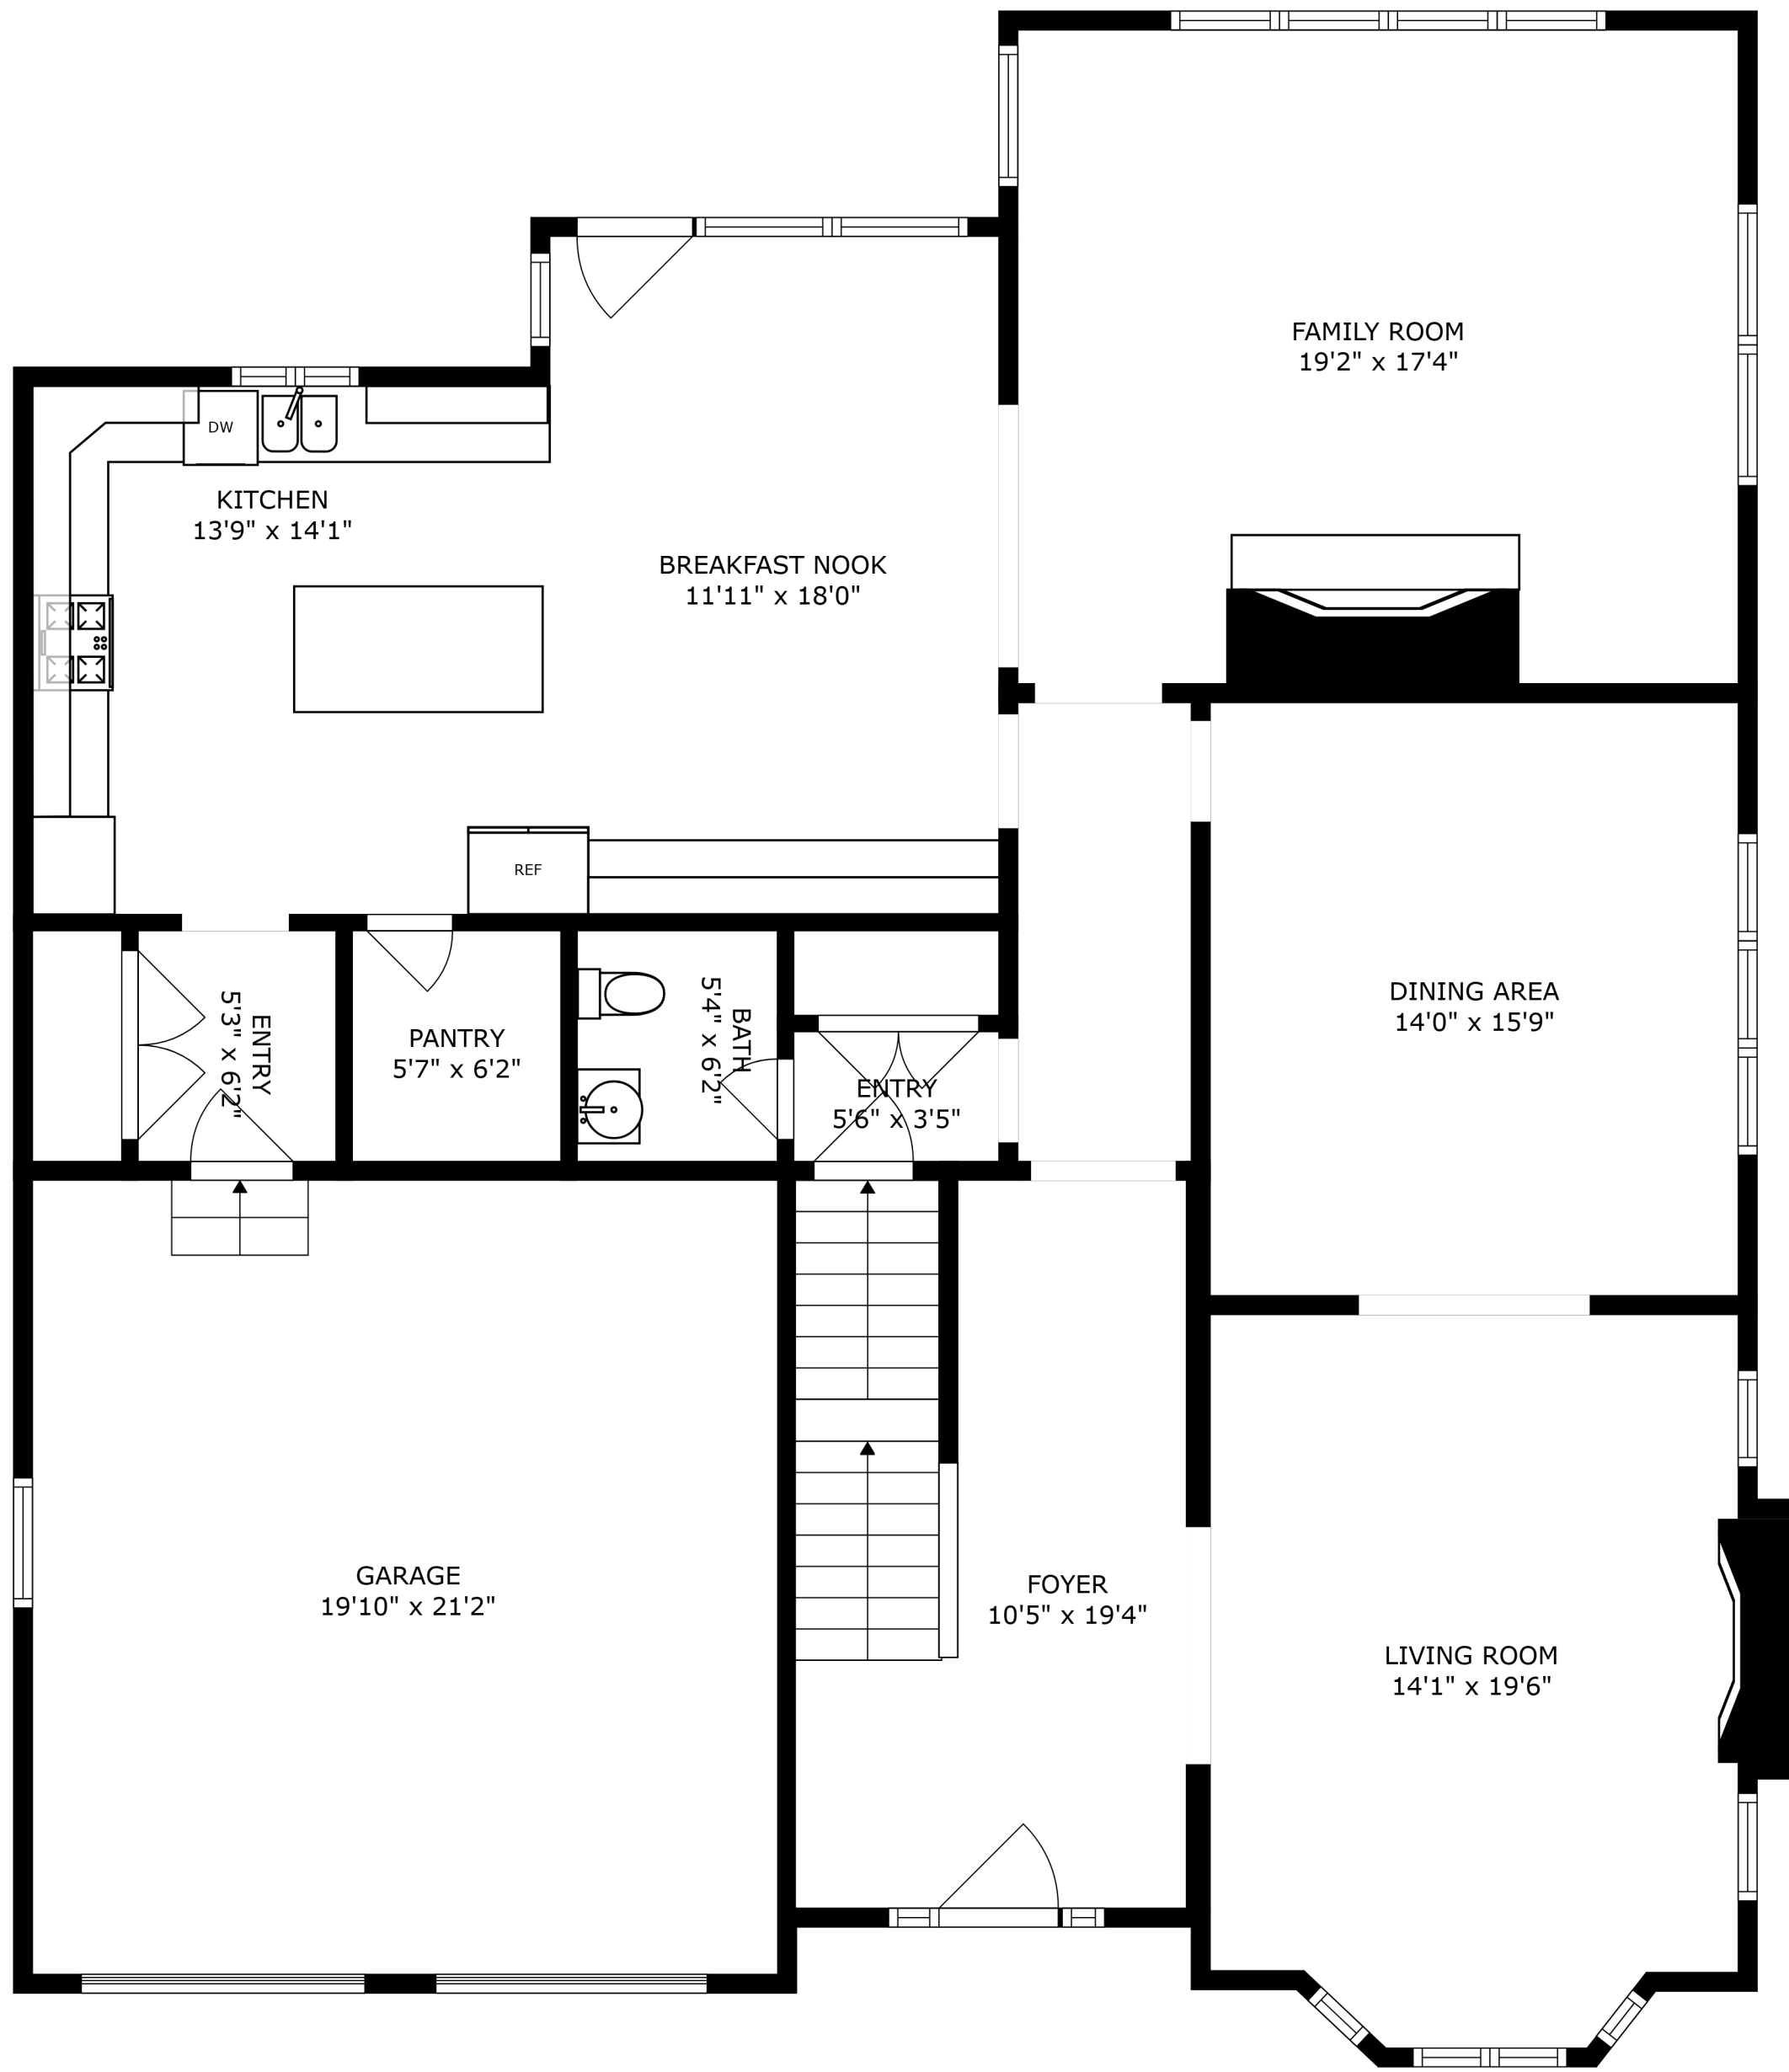 FAMILY ROOM
19'2" x 17'4"
DW
KITCHEN
13'9" x 14'1"
BREAKFAST NOOK
11'11" x 18'0"
REF
ENTRY
5'3" x 6'2"
PANTRY
5'7" x 6'2"
BATH
5'4" x 6'2"
ENTRY
5'6" x 3'5"
DINING AREA
14'0" x 15'9"
GARAGE
19'10" x 21'2"
FOYER
10'5" x 19'4"
LIVING ROOM
14'1" x 19'6"